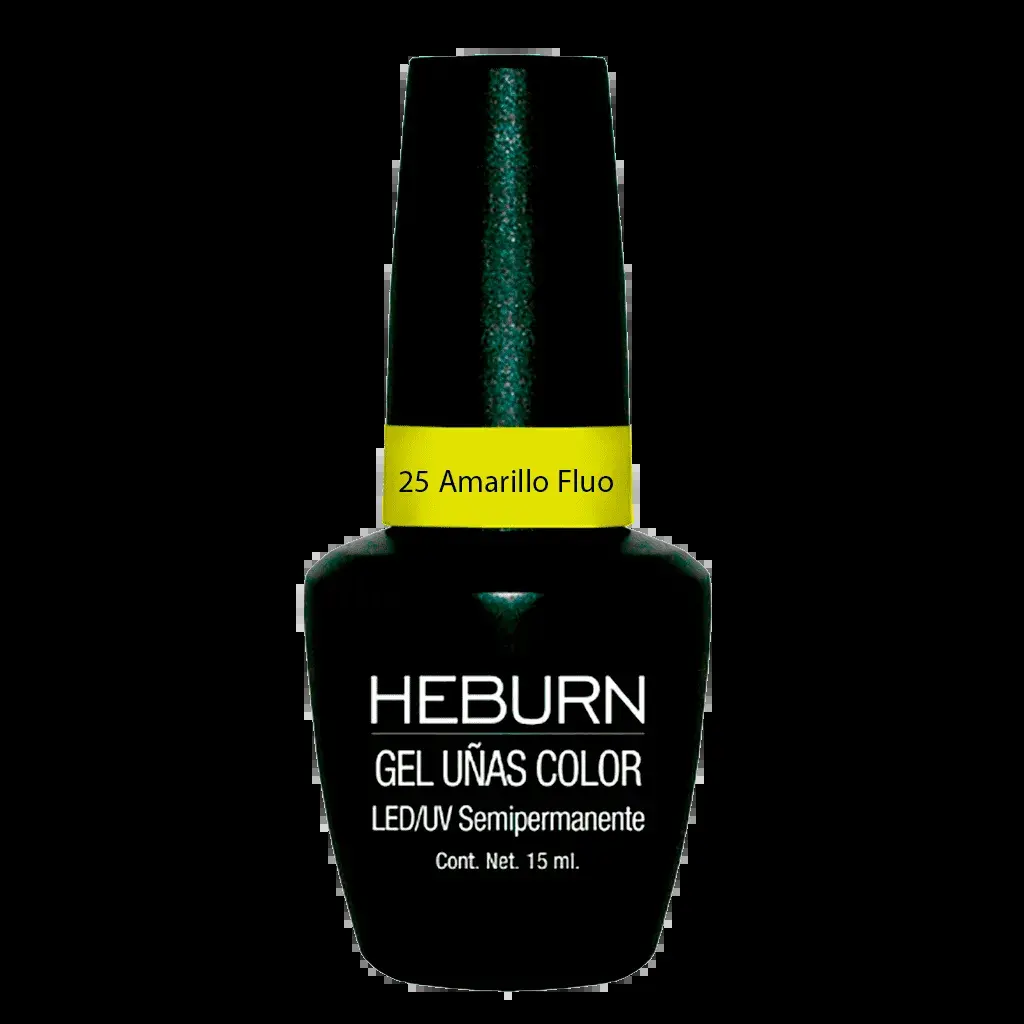 25 Amarillo Fluo
HEBURN
GEL UÑAS COLOR
LED/UV Semipermanente
Cont. Net. 15 ml.